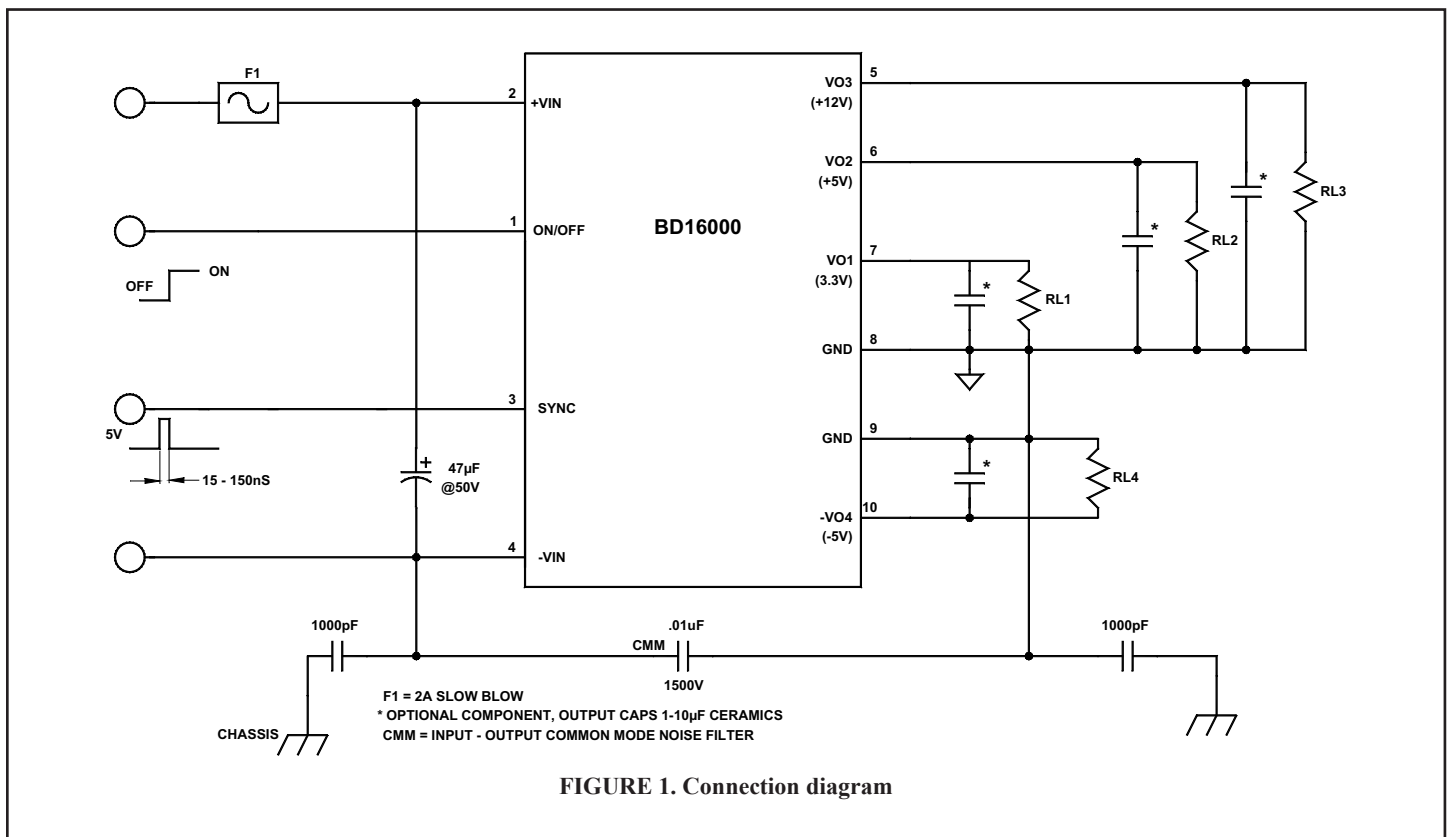 F1
2
+VIN
1
ON/OFF
OFF
ON
3
SYNC
5V
15 - 150nS
47µF
@50V
+
4
-VIN
BD16000
VO3
(+12V)
5
VO2
(+5V)
6
VO1
(3.3V)
7
GND
8
GND
9
-VO4
(-5V)
10
*
RL3
*
RL2
*
RL1
*
RL4
1000pF
CHASSIS
.01uF
CMM
1500V
1000pF
F1 = 2A SLOW BLOW
* OPTIONAL COMPONENT, OUTPUT CAPS 1-10µF CERAMICS
CMM = INPUT - OUTPUT COMMON MODE NOISE FILTER
FIGURE 1. Connection diagram